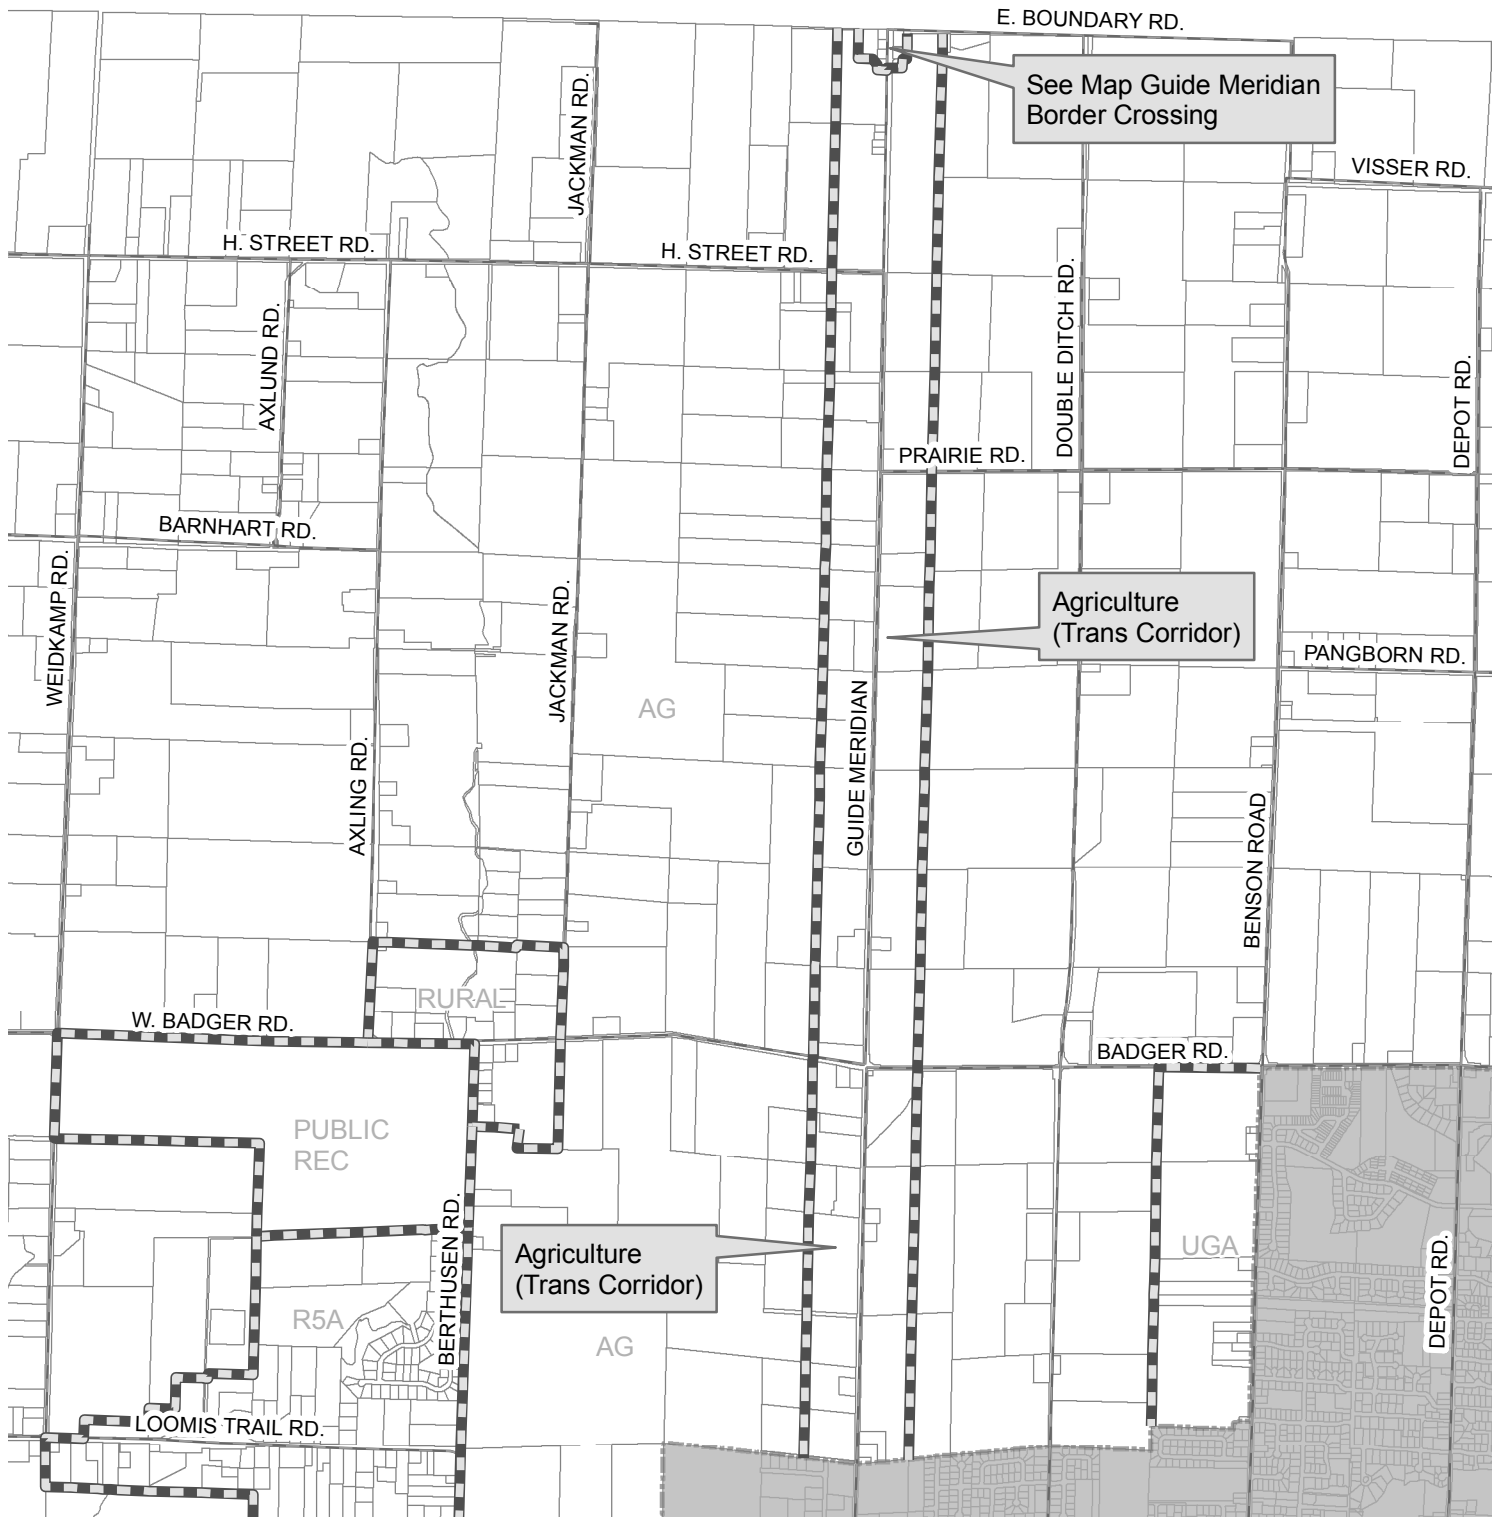 E. BOUNDARY RD.
See Map Guide Meridian
Border Crossing
JACKMAN RD.
VISSER RD.
H. STREET RD.
H. STREET RD.
AXLUND RD.
DOUBLE DITCH RD.
DEPOT RD.
PRAIRIE RD.
BARNHART RD.
WEIDKAMP RD.
JACKMAN RD.
Agriculture
(Trans Corridor)
PANGBORN RD.
AG
GUIDE MERIDIAN
AXLING RD.
BENSON ROAD
RURAL
W. BADGER RD.
BADGER RD.
PUBLIC
REC
BERTHUSEN RD.
Agriculture
(Trans Corridor)
UGA
DEPOT RD.
R5A
AG
LOOMIS TRAIL RD.